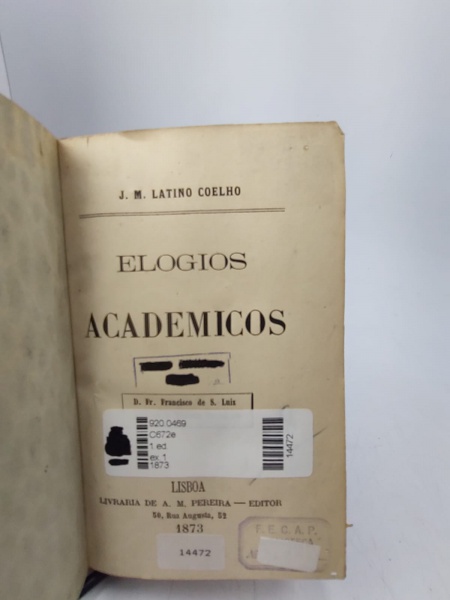 J. M. LATINO COELHO
ELOGIOS
ACADEMICOS
D. Fr. Francisco de S. Luiz
920.0469
C672e
1.ed.
ex.1
1873
14472
LISBOA
LIVRARIA DE A. M. PEREIRA — EDITOR
50, Rua Augusta, 52
1873
14472
F.E.C.A.P.